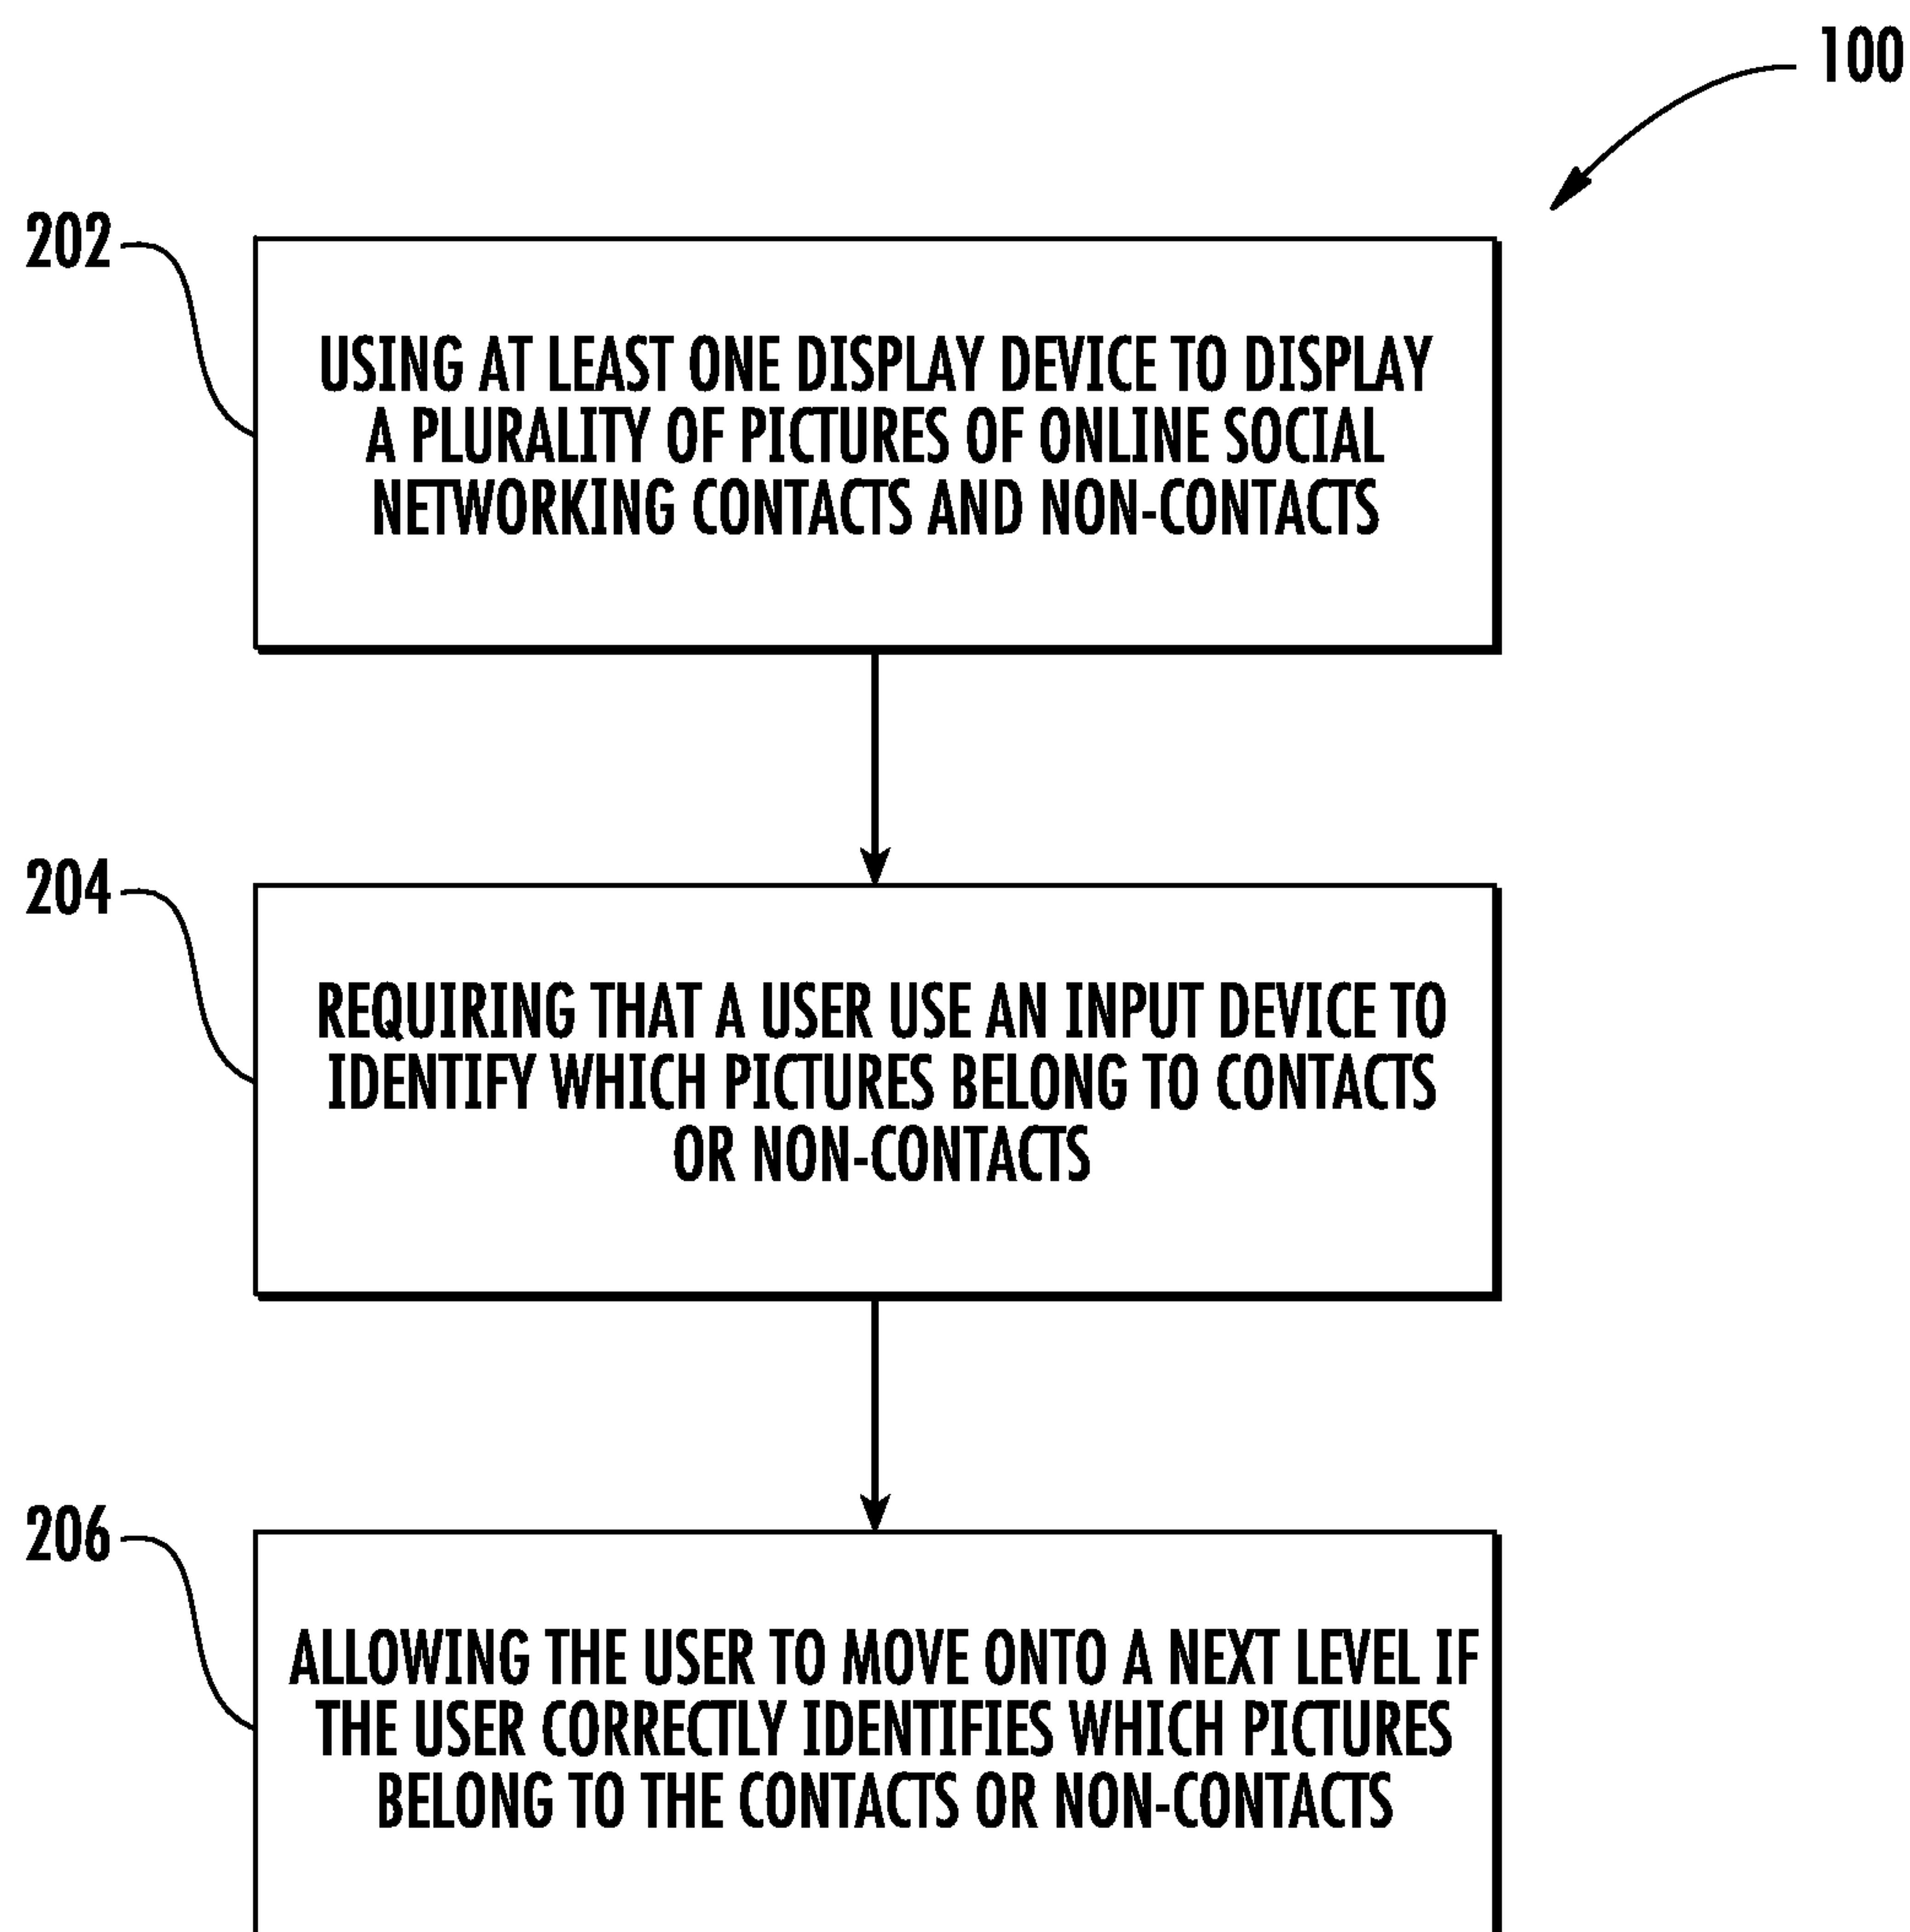 100
202
USING AT LEAST ONE DISPLAY DEVICE TO DISPLAY
A PLURALITY OF PICTURES OF ONLINE SOCIAL
NETWORKING CONTACTS AND NON-CONTACTS
204
REQUIRING THAT A USER USE AN INPUT DEVICE TO
IDENTIFY WHICH PICTURES BELONG TO CONTACTS
OR NON-CONTACTS
206
ALLOWING THE USER TO MOVE ONTO A NEXT LEVEL IF
THE USER CORRECTLY IDENTIFIES WHICH PICTURES
BELONG TO THE CONTACTS OR NON-CONTACTS